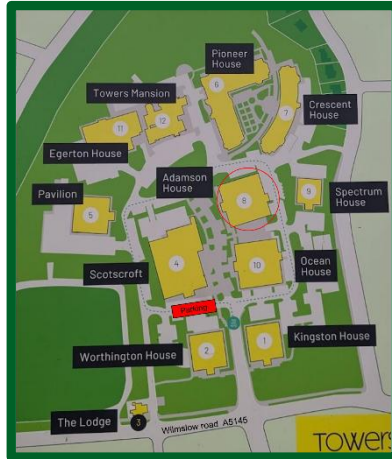 Pioneer
House
6
Towers Mansion
12
11
7
Crescent
House
Egerton House
Adamson
House
Pavilion
5
8
9
Spectrum
House
Scotscroft
4
10
Ocean
House
Parking
Worthington House
2
1
Kingston House
The Lodge
3
Wilmslow road A5145
TOWERS